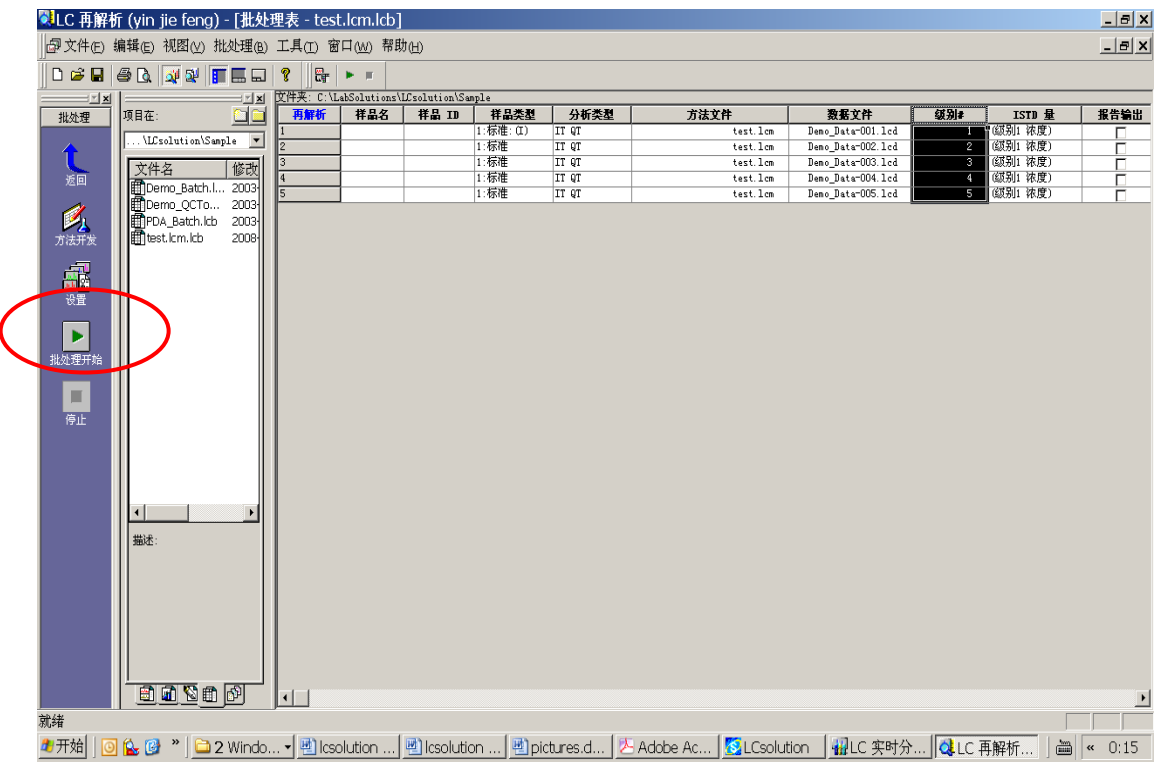 LC 再解析 (yin jie feng) - [批处理表 - test.lcm.lcb]
文件(F) 编辑(E) 视图(V) 批处理(B) 工具(T) 窗口(W) 帮助(H)
批处理
返回
方法开发
设置
批处理开始
停止
项目在:
...\LCsolution\Samp
文件名 修改
Demo_Batch.l... 2003-
Demo_QCTo... 2003-
PDA_Batch.lcb 2003-
test.lcm.lcb 2008-
描述:
文件夹: C:\LabSolutions\LCsolution\Sample
再解析 样品名 样品 ID 样品类型 分析类型 方法文件 数据文件 级别# ISTD 量 报告输出
1 1:标准:(I) IT QT test.lcm Demo_Data-001.lcd 1 (级别1 浓度)
2 1:标准 IT QT test.lcm Demo_Data-002.lcd 2 (级别1 浓度)
3 1:标准 IT QT test.lcm Demo_Data-003.lcd 3 (级别1 浓度)
4 1:标准 IT QT test.lcm Demo_Data-004.lcd 4 (级别1 浓度)
5 1:标准 IT QT test.lcm Demo_Data-005.lcd 5 (级别1 浓度)
就绪
开始 » 2 Windo... lcsolution ... lcsolution ... pictures.d... Adobe Ac... LCsolution LC 实时分... LC 再解析... « 0:15